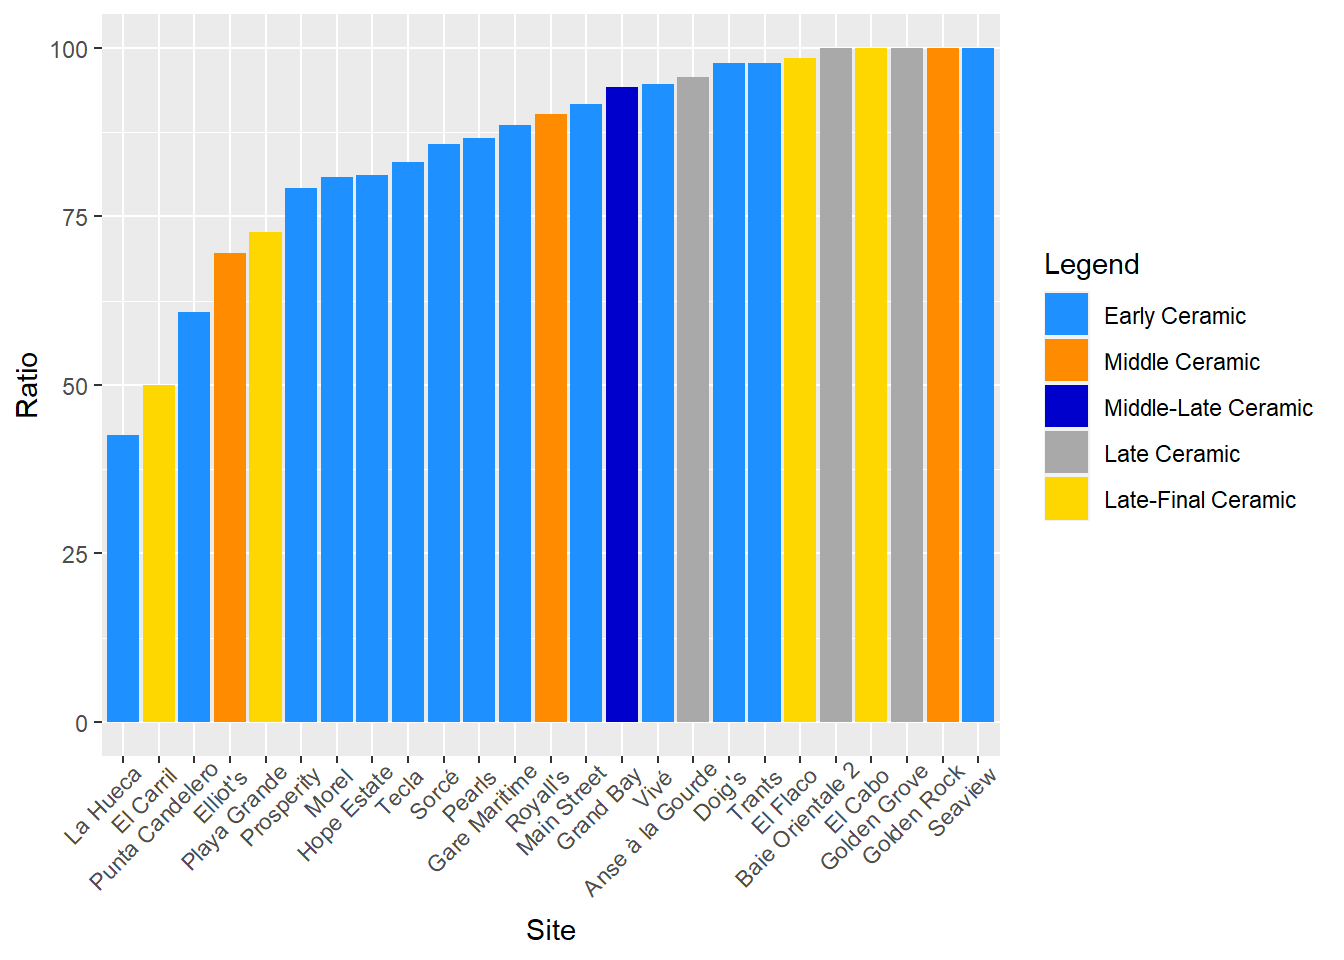 100
75
50
25
0
Ratio
La Hueca
El Carril
Punta Candelero
Elliot's
Playa Grande
Prosperity
Morel
Hope Estate
Tecla
Sorcé
Pearls
Gare Maritime
Royall's
Main Street
Grand Bay
Vivé
Anse à la Gourde
Doig's
Trants
El Flaco
Baie Orientale 2
El Cabo
Golden Grove
Golden Rock
Seaview
Site
Legend
Early Ceramic
Middle Ceramic
Middle-Late Ceramic
Late Ceramic
Late-Final Ceramic